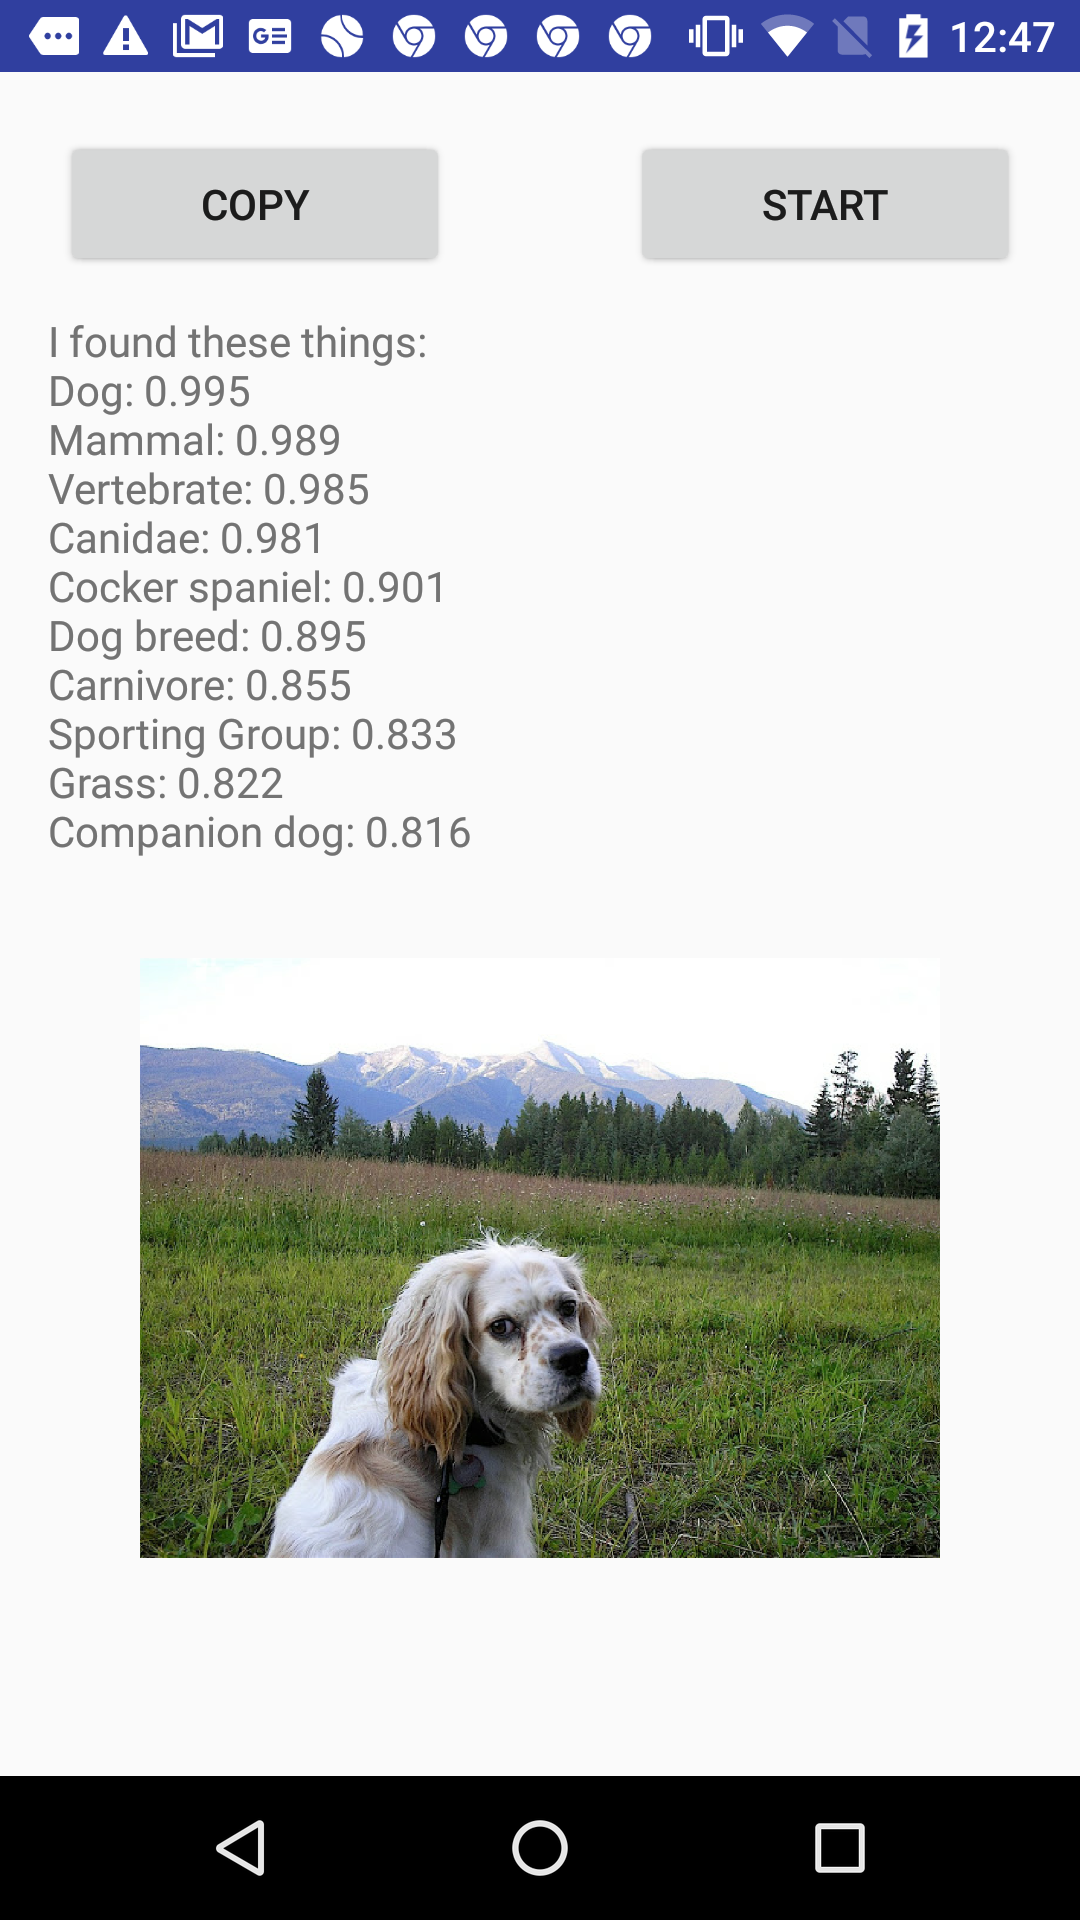 12:47
COPY
START
I found these things:
Dog: 0.995
Mammal: 0.989
Vertebrate: 0.985
Canidae: 0.981
Cocker spaniel: 0.901
Dog breed: 0.895
Carnivore: 0.855
Sporting Group: 0.833
Grass: 0.822
Companion dog: 0.816